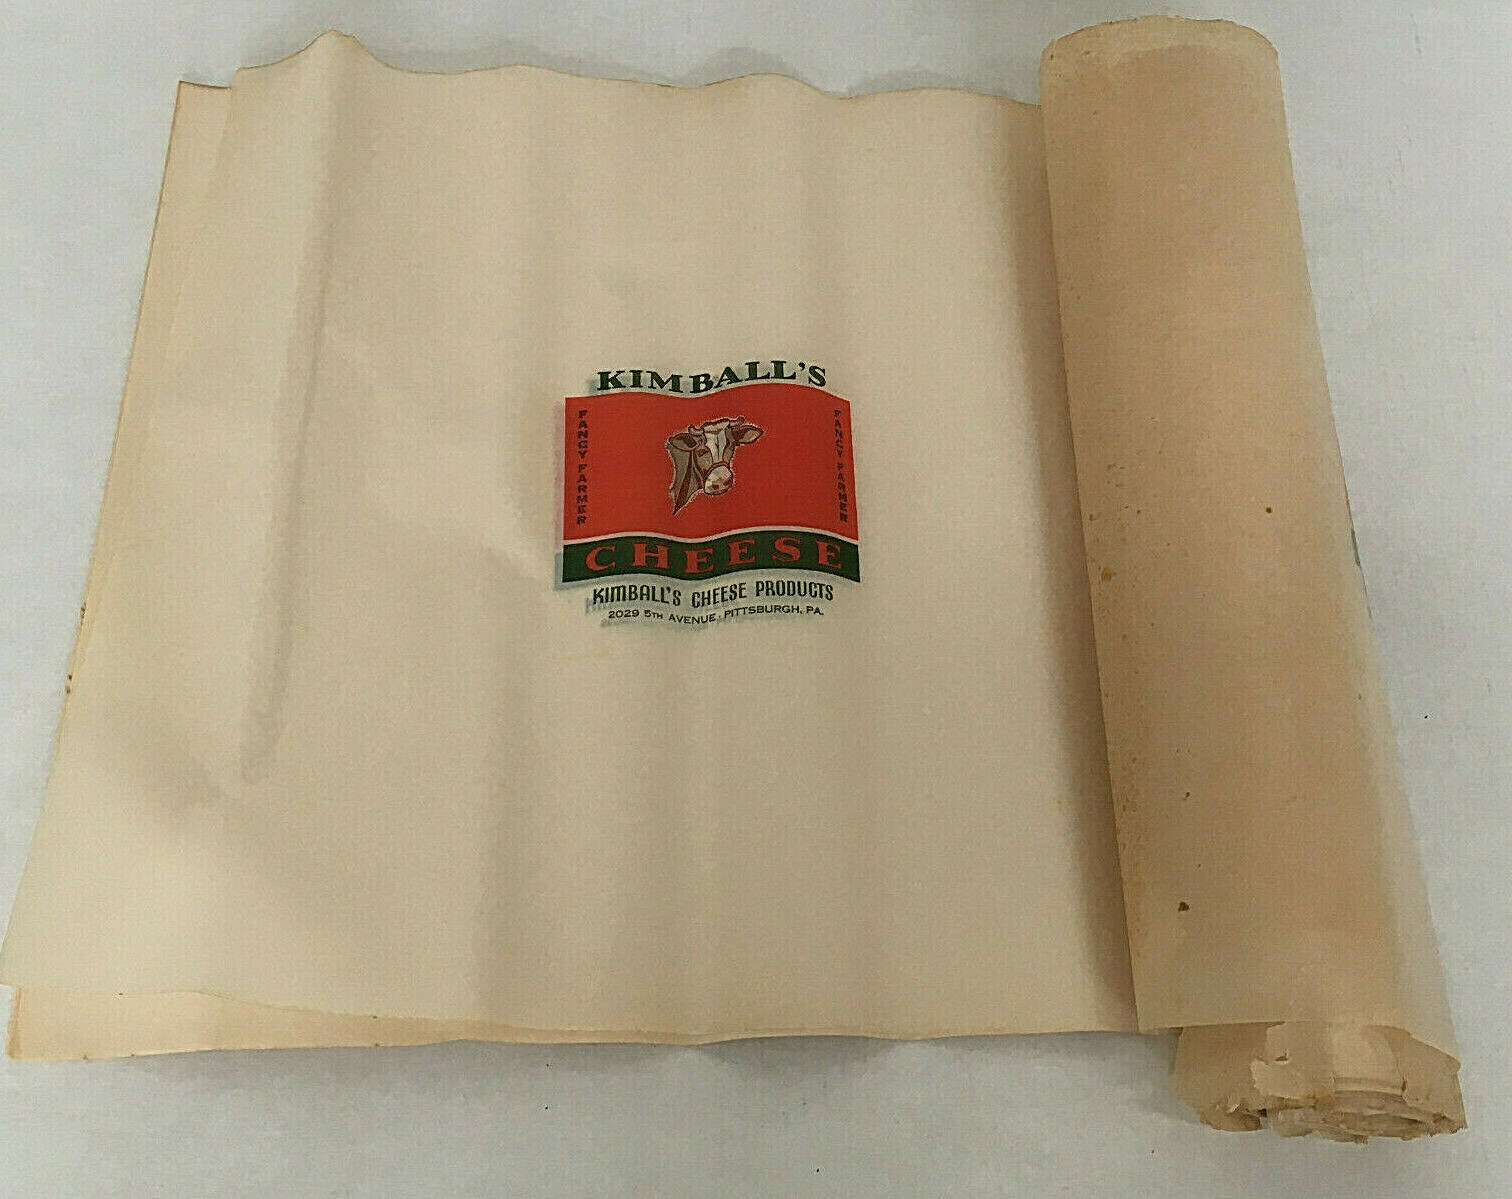 KIMBALL'S
FANCY FARMER
FANCY FARMER
CHEESE
KIMBALL'S CHEESE PRODUCTS
2029 5TH AVENUE, PITTSBURGH, PA.